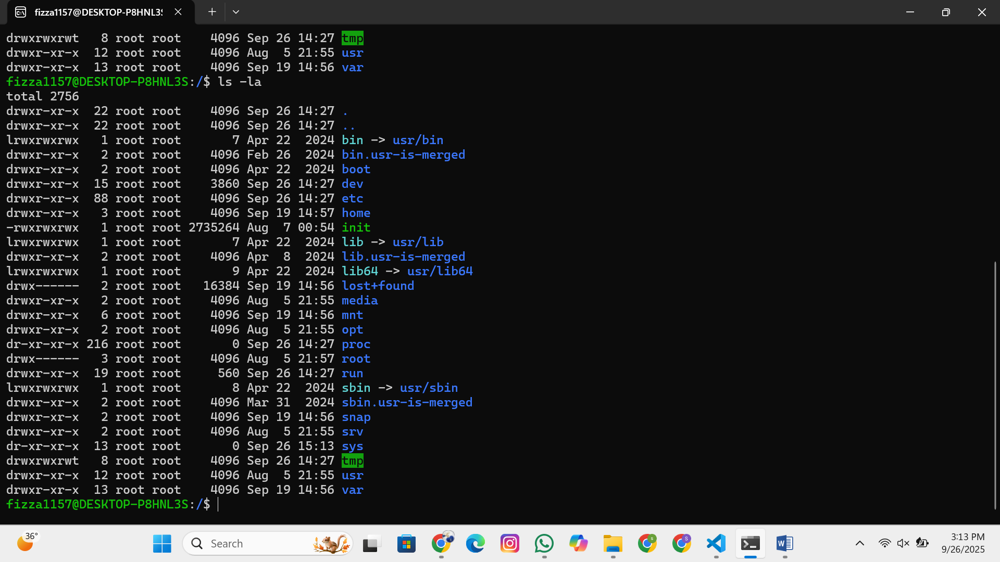 fizza1157@DESKTOP-P8HNL3S
drwxrwxrwt   8 root root    4096 Sep 26 14:27 tmp
drwxr-xr-x  12 root root    4096 Aug  5 21:55 usr
drwxr-xr-x  13 root root    4096 Sep 19 14:56 var
fizza1157@DESKTOP-P8HNL3S:/$ ls -la
total 2756
drwxr-xr-x  22 root root    4096 Sep 26 14:27 .
drwxr-xr-x  22 root root    4096 Sep 26 14:27 ..
lrwxrwxrwx   1 root root       7 Apr 22  2024 bin -> usr/bin
drwxr-xr-x   2 root root    4096 Feb 26  2024 bin.usr-is-merged
drwxr-xr-x   2 root root    4096 Apr 22  2024 boot
drwxr-xr-x  15 root root    3860 Sep 26 14:27 dev
drwxr-xr-x  88 root root    4096 Sep 26 14:27 etc
drwxr-xr-x   3 root root    4096 Sep 19 14:57 home
-rwxrwxrwx   1 root root 2735264 Aug  7 00:54 init
lrwxrwxrwx   1 root root       7 Apr 22  2024 lib -> usr/lib
drwxr-xr-x   2 root root    4096 Apr  8  2024 lib.usr-is-merged
lrwxrwxrwx   1 root root       9 Apr 22  2024 lib64 -> usr/lib64
drwx------   2 root root   16384 Sep 19 14:56 lost+found
drwxr-xr-x   2 root root    4096 Aug  5 21:55 media
drwxr-xr-x   6 root root    4096 Sep 19 14:56 mnt
drwxr-xr-x   2 root root    4096 Aug  5 21:55 opt
dr-xr-xr-x 216 root root       0 Sep 26 14:27 proc
drwx------   3 root root    4096 Aug  5 21:57 root
drwxr-xr-x  19 root root     560 Sep 26 14:27 run
lrwxrwxrwx   1 root root       8 Apr 22  2024 sbin -> usr/sbin
drwxr-xr-x   2 root root    4096 Mar 31  2024 sbin.usr-is-merged
drwxr-xr-x   2 root root    4096 Sep 19 14:56 snap
drwxr-xr-x   2 root root    4096 Aug  5 21:55 srv
dr-xr-xr-x  13 root root       0 Sep 26 15:13 sys
drwxrwxrwt   8 root root    4096 Sep 26 14:27 tmp
drwxr-xr-x  12 root root    4096 Aug  5 21:55 usr
drwxr-xr-x  13 root root    4096 Sep 19 14:56 var
fizza1157@DESKTOP-P8HNL3S:/$
36°
Search
3:13 PM
9/26/2025